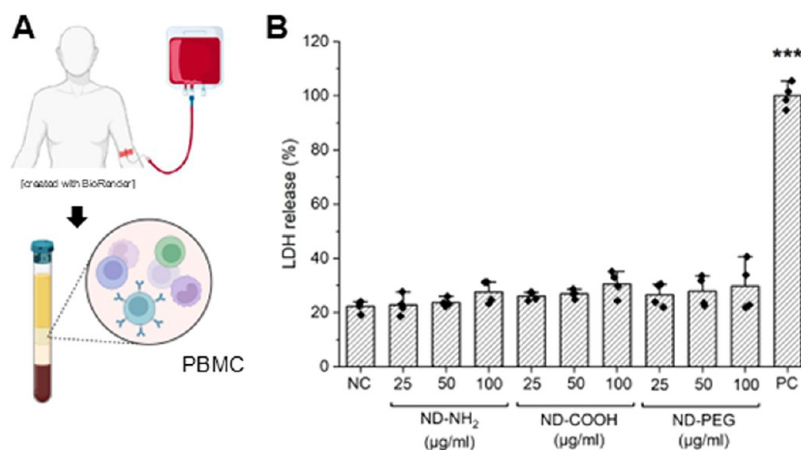 A
[created with BioRender]
PBMC
B
LDH release (%)
120
100
80
60
40
20
0
***
NC 25 50 100 25 50 100 25 50 100 PC
ND-NH₂ ND-COOH ND-PEG
(µg/ml) (µg/ml) (µg/ml)